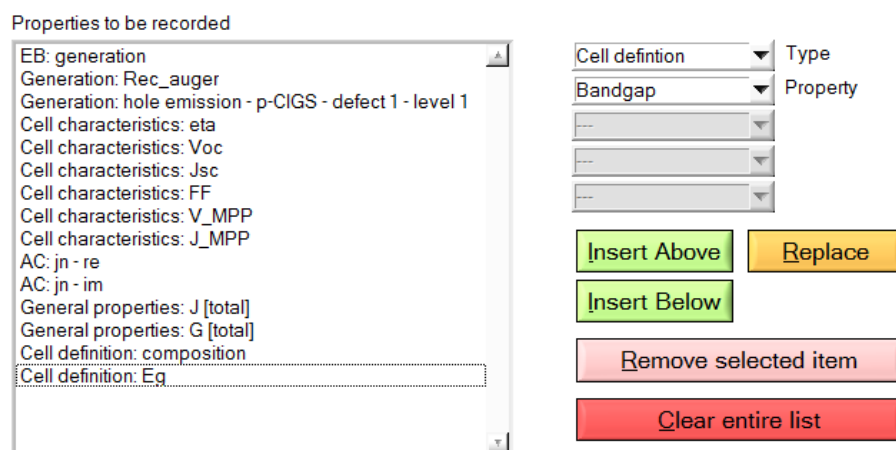 Properties to be recorded
EB: generation
Generation: Rec_auger
Generation: hole emission - p-CIGS - defect 1 - level 1
Cell characteristics: eta
Cell characteristics: Voc
Cell characteristics: Jsc
Cell characteristics: FF
Cell characteristics: V_MPP
Cell characteristics: J_MPP
AC: jn - re
AC: jn - im
General properties: J [total]
General properties: G [total]
Cell definition: composition
Cell definition: Eg
Cell defintion Type
Bandgap Property
---
---
---
Insert Above Replace
Insert Below
Remove selected item
Clear entire list